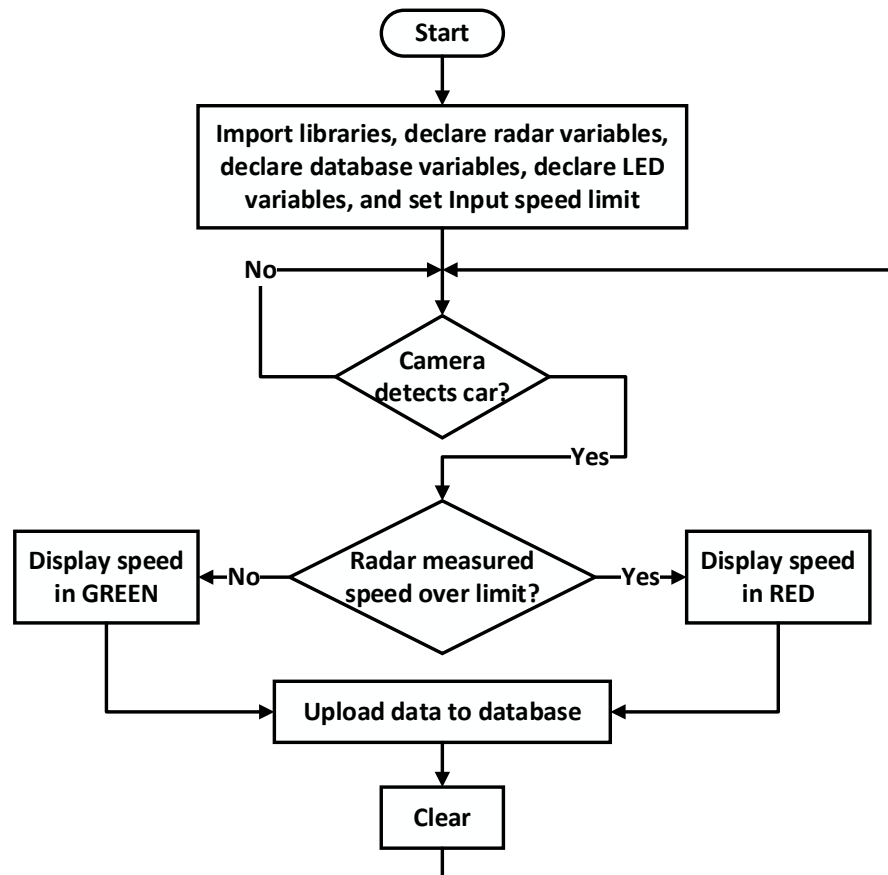 Start
Import libraries, declare radar variables,
declare database variables, declare LED
variables, and set Input speed limit
No
Camera
detects car?
Yes
Display speed
in GREEN
No
Radar measured
speed over limit?
Yes
Display speed
in RED
Upload data to database
Clear